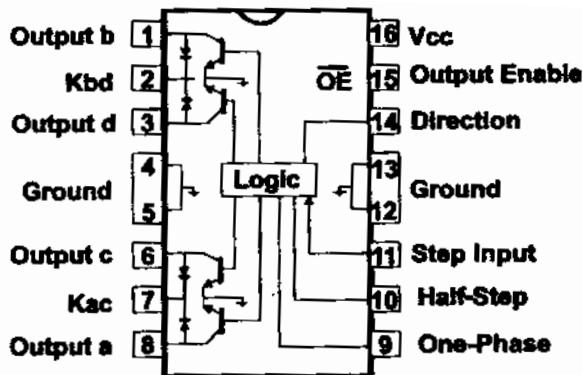 Output b 1
Kbd 2
Output d 3
4
Ground
5
Output c 6
Kac 7
Output a 8
OE
Logic
16 Vcc
15 Output Enable
14 Direction
13
Ground
12
11 Step Input
10 Half-Step
9 One-Phase